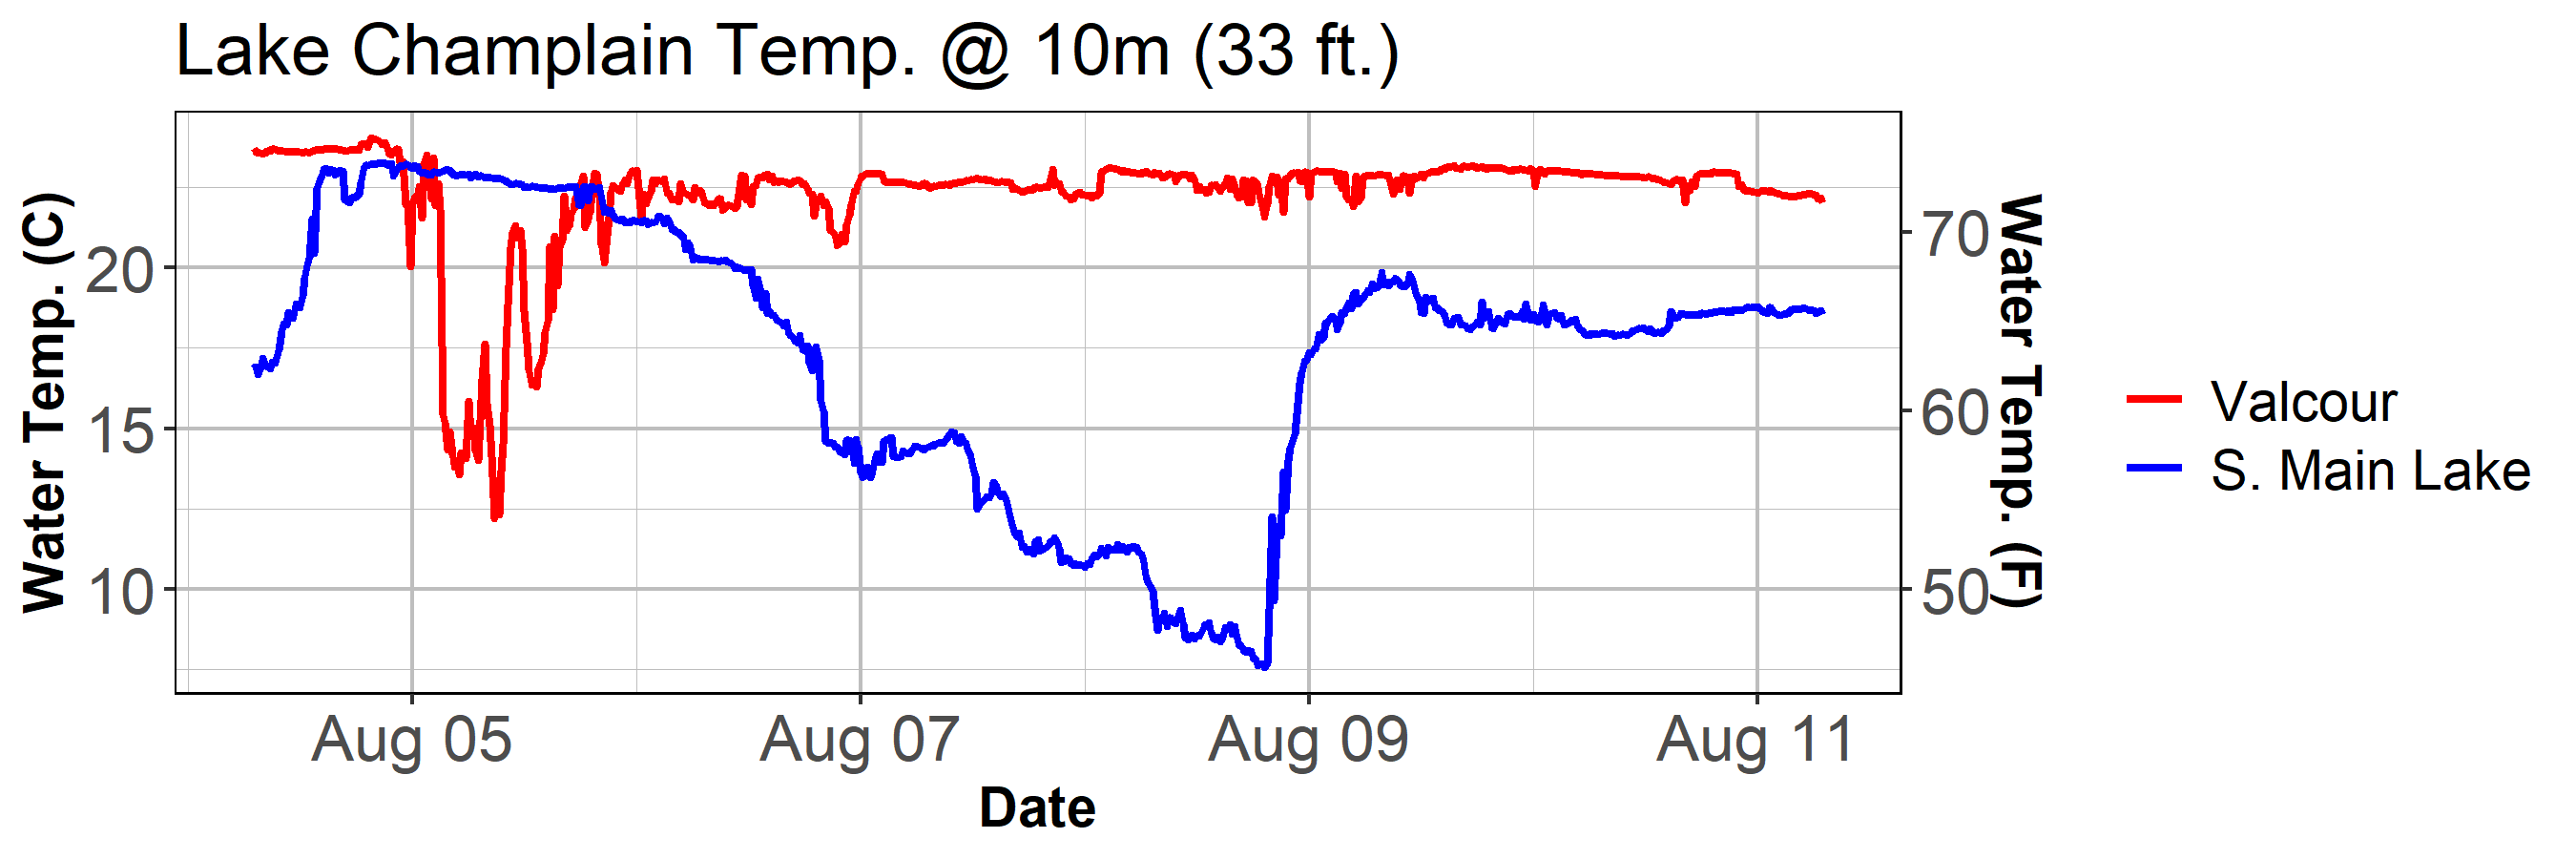 Lake Champlain Temp. @ 10m (33 ft.)
Water Temp. (C)
20
15
10
70
60
50
Water Temp. (F)
Aug 05
Aug 07
Aug 09
Aug 11
Date
Valcour
S. Main Lake